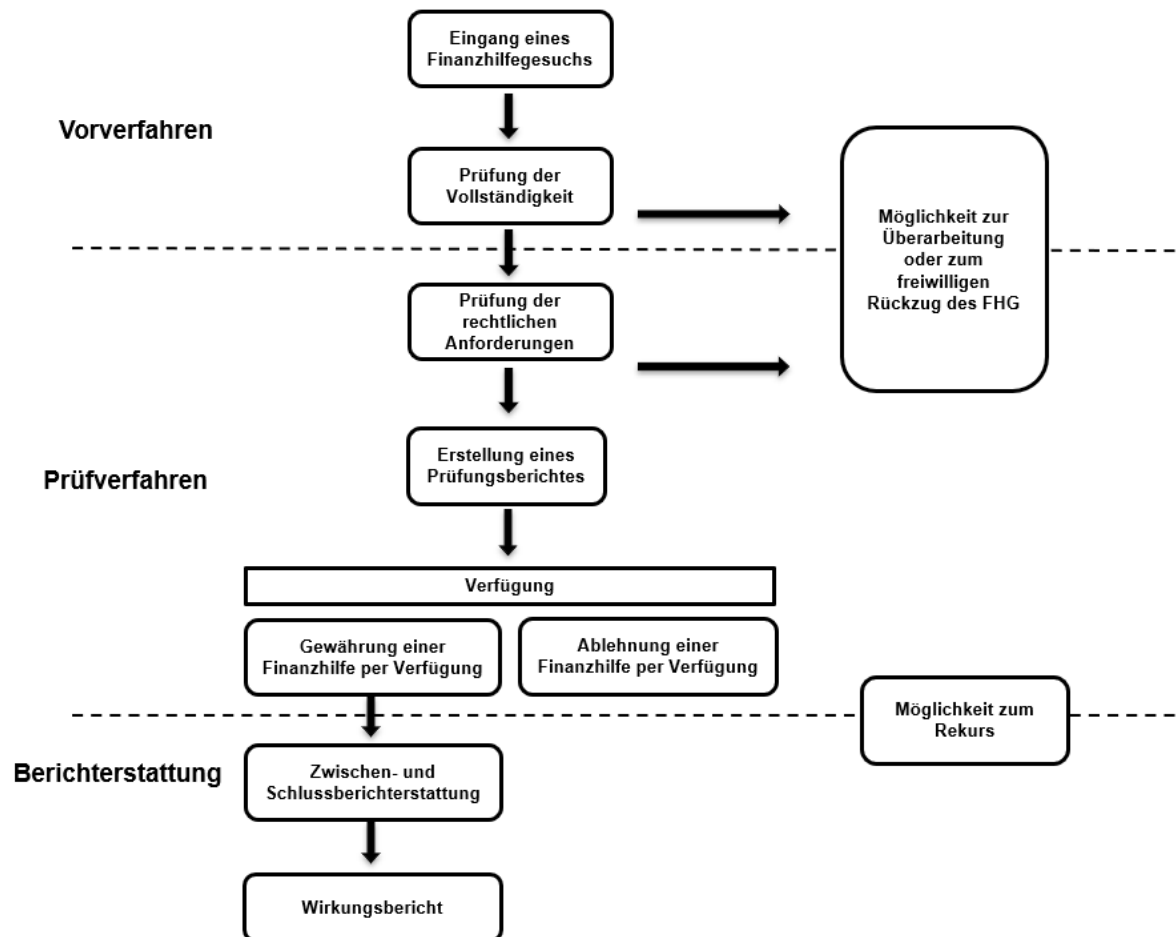 Eingang eines
Finanzhilfegesuchs
Vorverfahren
Prüfung der
Vollständigkeit
Möglichkeit zur
Überarbeitung
oder zum
freiwilligen
Rückzug des FHG
Prüfung der
rechtlichen
Anforderungen
Erstellung eines
Prüfungsberichtes
Prüfverfahren
Verfügung
Gewährung einer
Finanzhilfe per Verfügung
Ablehnung einer
Finanzhilfe per Verfügung
Möglichkeit zum
Rekurs
Berichterstattung
Zwischen- und
Schlussberichterstattung
Wirkungsbericht